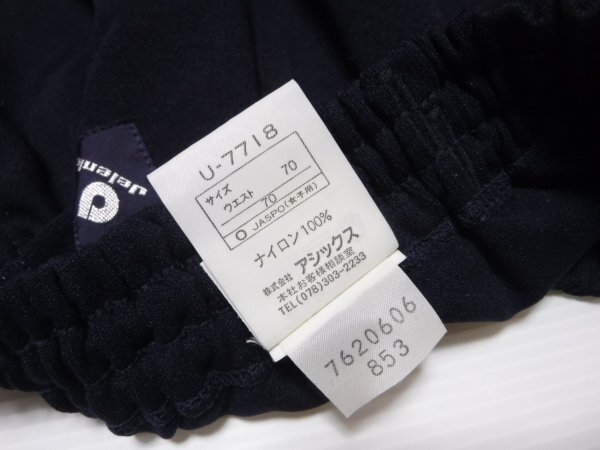 Jelenk
U-7718
サイズ 70
ウエスト 70
○ JASPO(女子用)
ナイロン100%
株式会社 アシックス
本社お客様相談室
TEL(078)303-2233
7620606
853